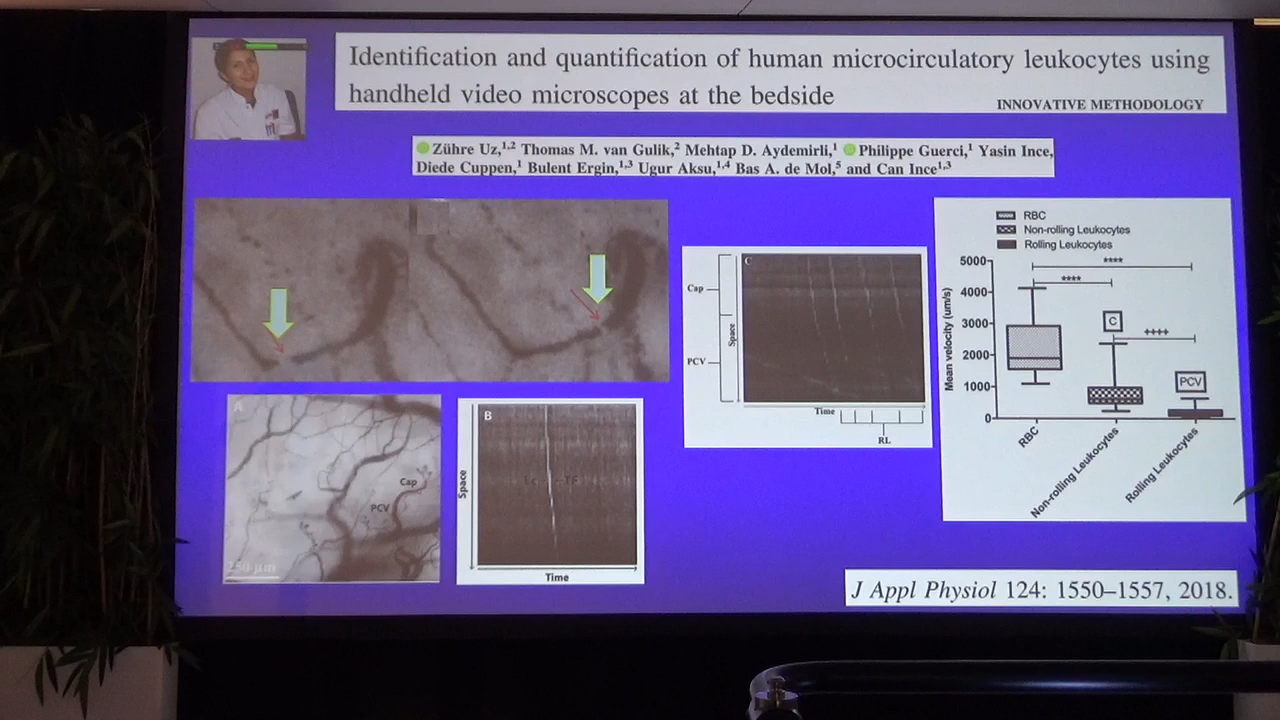 Identification and quantification of human microcirculatory leukocytes using
handheld video microscopes at the bedside
INNOVATIVE METHODOLOGY
Zühre Uz,1,2 Thomas M. van Gulik,2 Mehtap D. Aydemirli,1 Philippe Guerci,1 Yasin Ince,
Diede Cuppen,1 Bulent Ergin,1,3 Ugur Aksu,1,4 Bas A. de Mol,5 and Can Ince1,3
A
Cap
PCV
250 µm
B
Space
Time
C
Cap
PCV
Space
Time
RL
RBC
Non-rolling Leukocytes
Rolling Leukocytes
Mean velocity (um/s)
5000
4000
3000
2000
1000
0
****
****
++++
C
PCV
RBC
Non-rolling Leukocytes
Rolling Leukocytes
J Appl Physiol 124: 1550–1557, 2018.